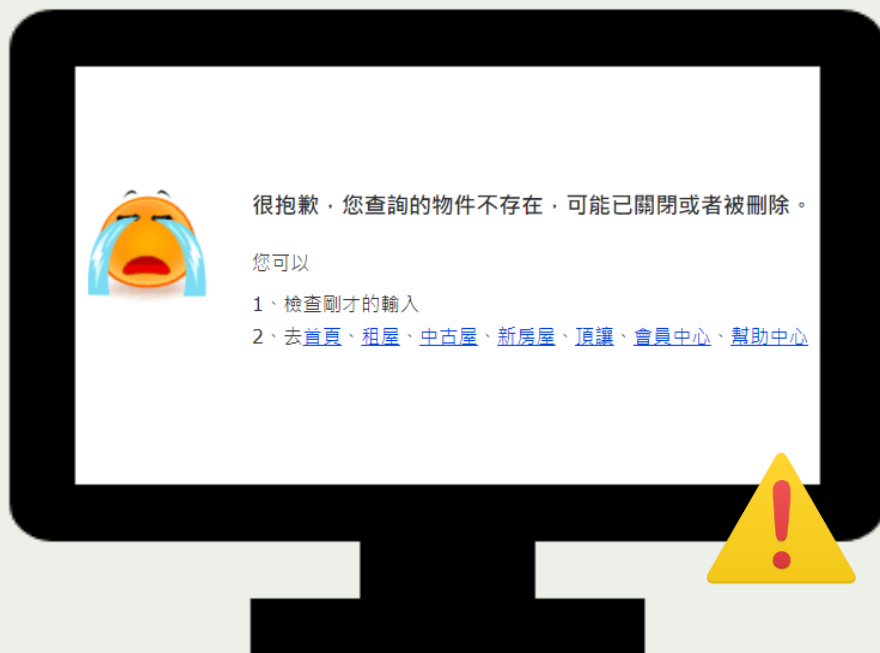 很抱歉，您查詢的物件不存在，可能已關閉或者被刪除。
您可以
1、檢查剛才的輸入
2、去首頁、租屋、中古屋、新房屋、頂讓、會員中心、幫助中心